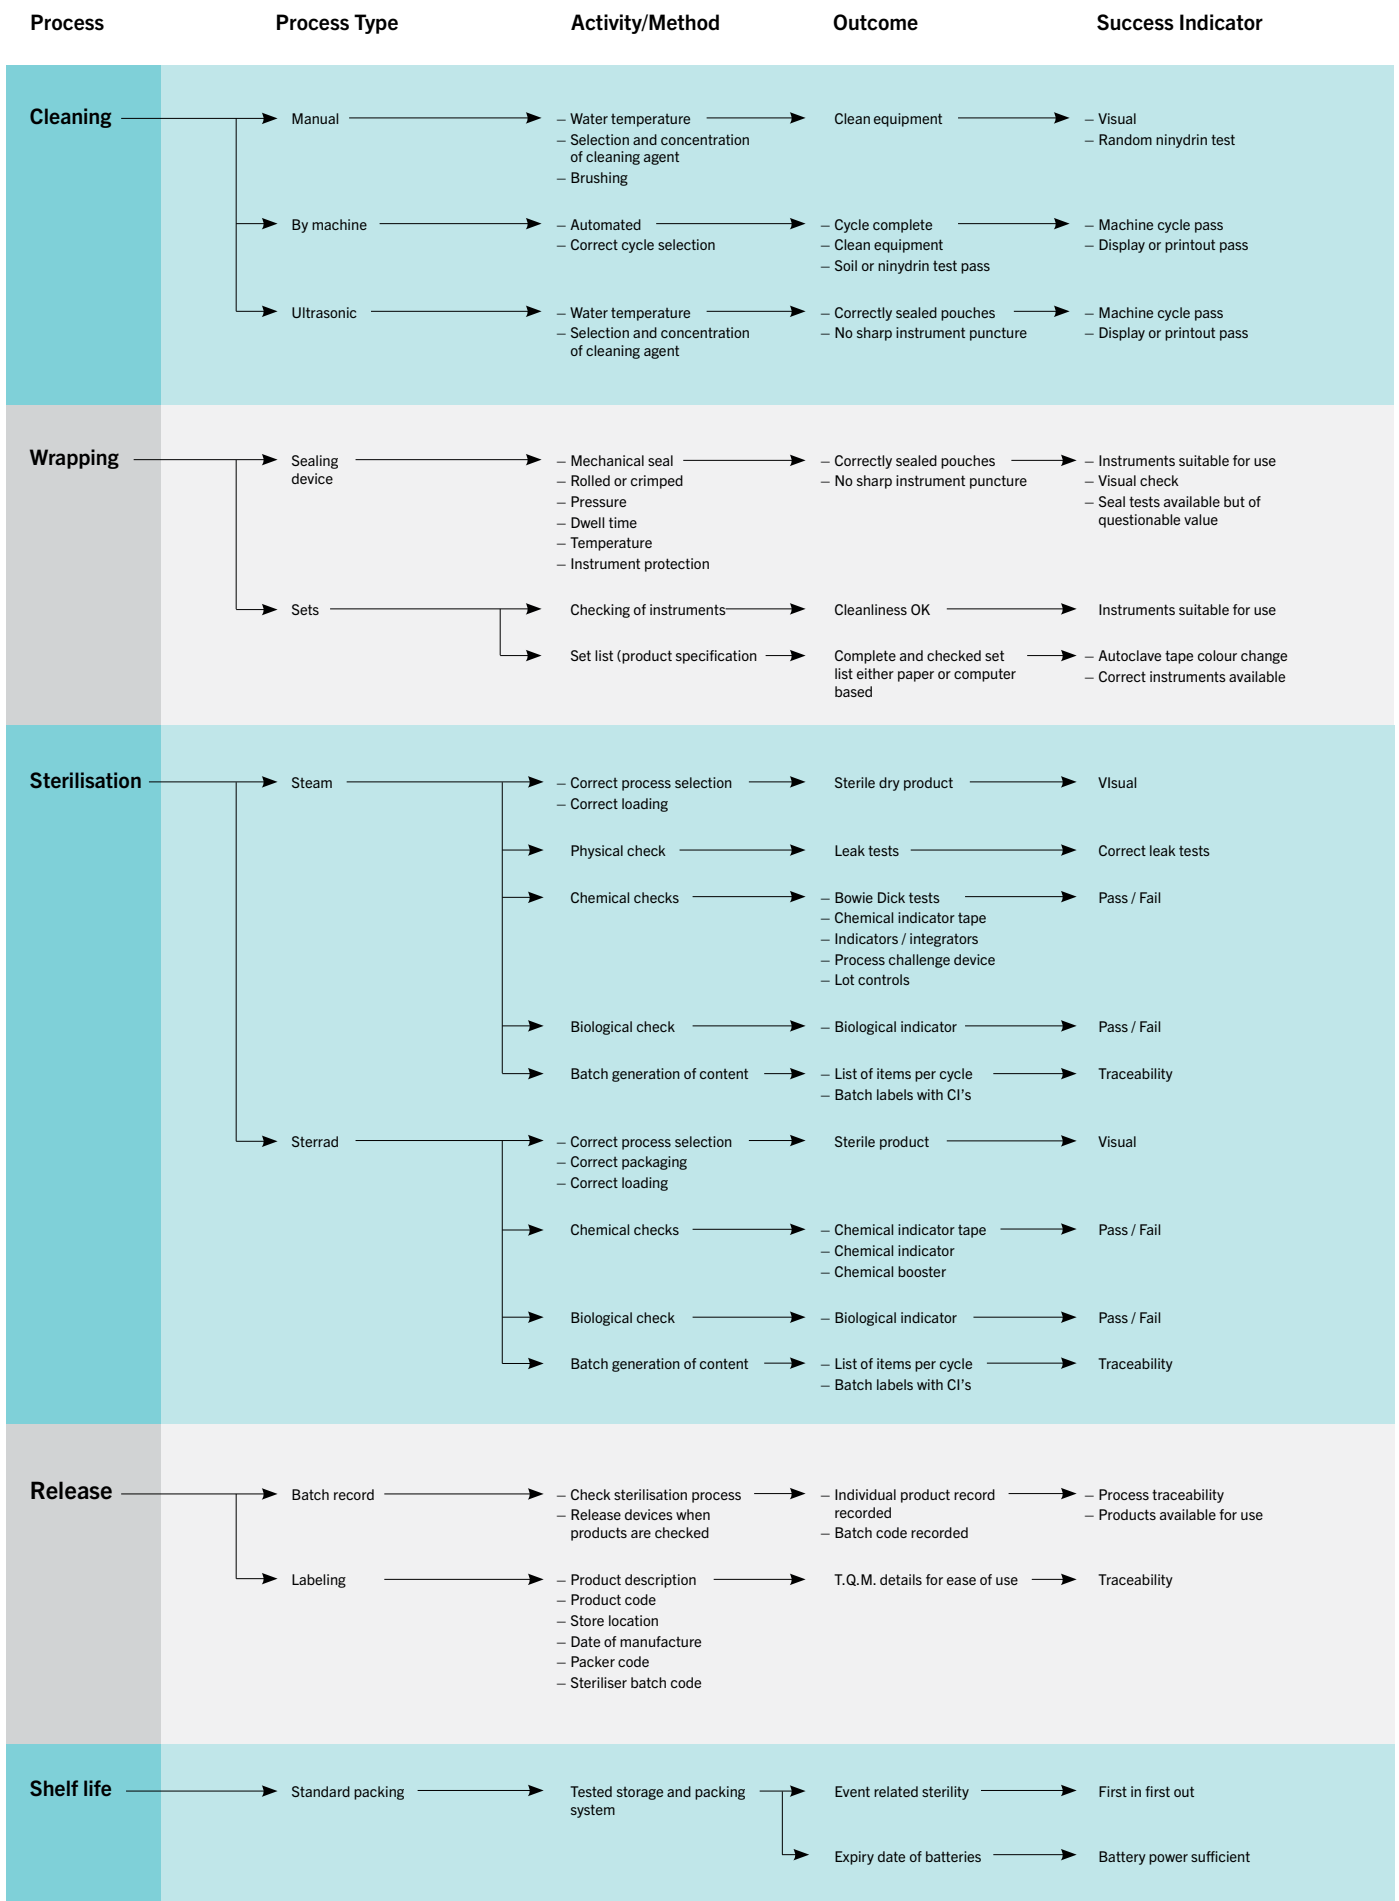 Process Process Type Activity/Method Outcome Success Indicator
Cleaning Manual – Water temperature Clean equipment – Visual
– Selection and concentration – Random ninydrin test
of cleaning agent
– Brushing
By machine – Automated – Cycle complete – Machine cycle pass
– Correct cycle selection – Clean equipment – Display or printout pass
– Soil or ninydrin test pass
Ultrasonic – Water temperature – Correctly sealed pouches – Machine cycle pass
– Selection and concentration – No sharp instrument puncture – Display or printout pass
of cleaning agent
Wrapping Sealing – Mechanical seal – Correctly sealed pouches – Instruments suitable for use
device – Rolled or crimped – No sharp instrument puncture – Visual check
– Pressure – Seal tests available but of
– Dwell time questionable value
– Temperature
– Instrument protection
Sets Checking of instruments Cleanliness OK Instruments suitable for use
Set list (product specification Complete and checked set – Autoclave tape colour change
list either paper or computer – Correct instruments available
based
Sterilisation Steam – Correct process selection Sterile dry product VIsual
– Correct loading
Physical check Leak tests Correct leak tests
Chemical checks – Bowie Dick tests Pass / Fail
– Chemical indicator tape
– Indicators / integrators
– Process challenge device
– Lot controls
Biological check – Biological indicator Pass / Fail
Batch generation of content – List of items per cycle Traceability
– Batch labels with CI's
Sterrad – Correct process selection Sterile product Visual
– Correct packaging
– Correct loading
Chemical checks – Chemical indicator tape Pass / Fail
– Chemical indicator
– Chemical booster
Biological check – Biological indicator Pass / Fail
Batch generation of content – List of items per cycle Traceability
– Batch labels with CI's
Release Batch record – Check sterilisation process – Individual product record – Process traceability
– Release devices when recorded – Products available for use
products are checked – Batch code recorded
Labeling – Product description T.Q.M. details for ease of use Traceability
– Product code
– Store location
– Date of manufacture
– Packer code
– Steriliser batch code
Shelf life Standard packing Tested storage and packing Event related sterility First in first out
system
Expiry date of batteries Battery power sufficient